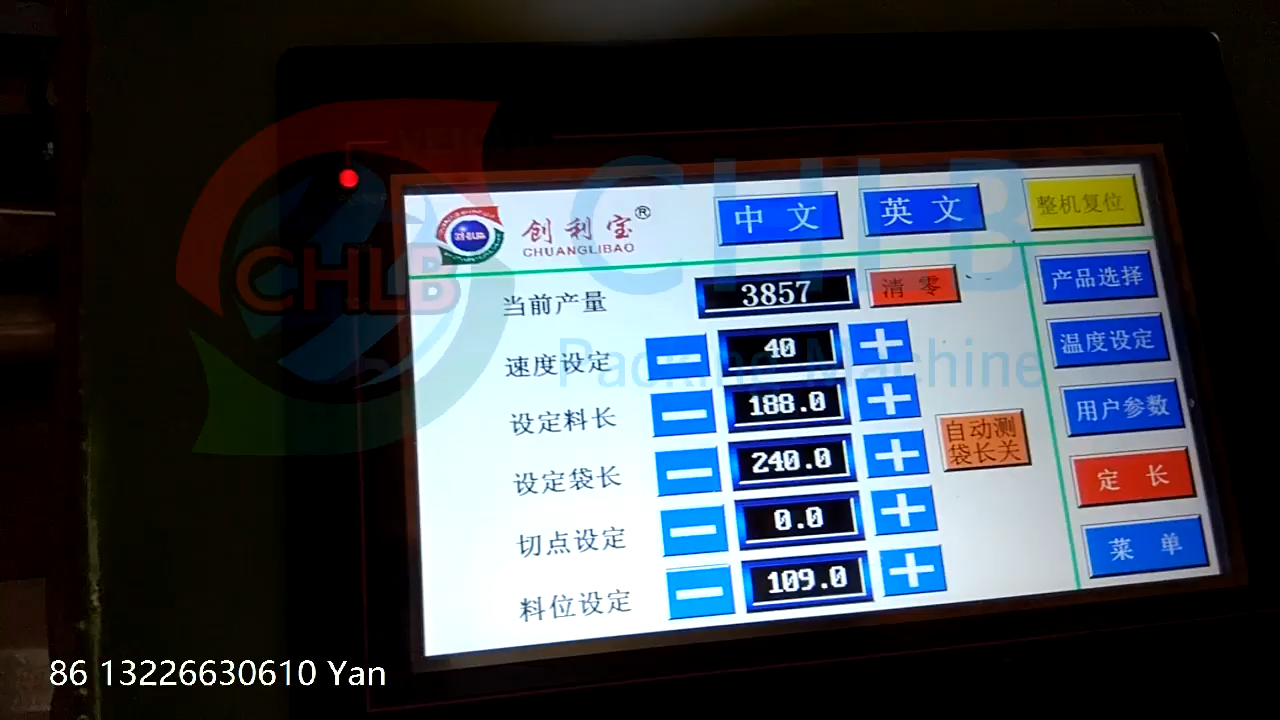 CHLB
CHLB
Packing Machine
创利宝®
CHUANGLIBAO
中文
英文
整机复位
当前产量
3857
清零
产品选择
速度设定
40
温度设定
设定料长
188.0
用户参数
设定袋长
240.0
自动测
袋长关
定长
切点设定
0.0
菜单
料位设定
109.0
86 13226630610 Yan